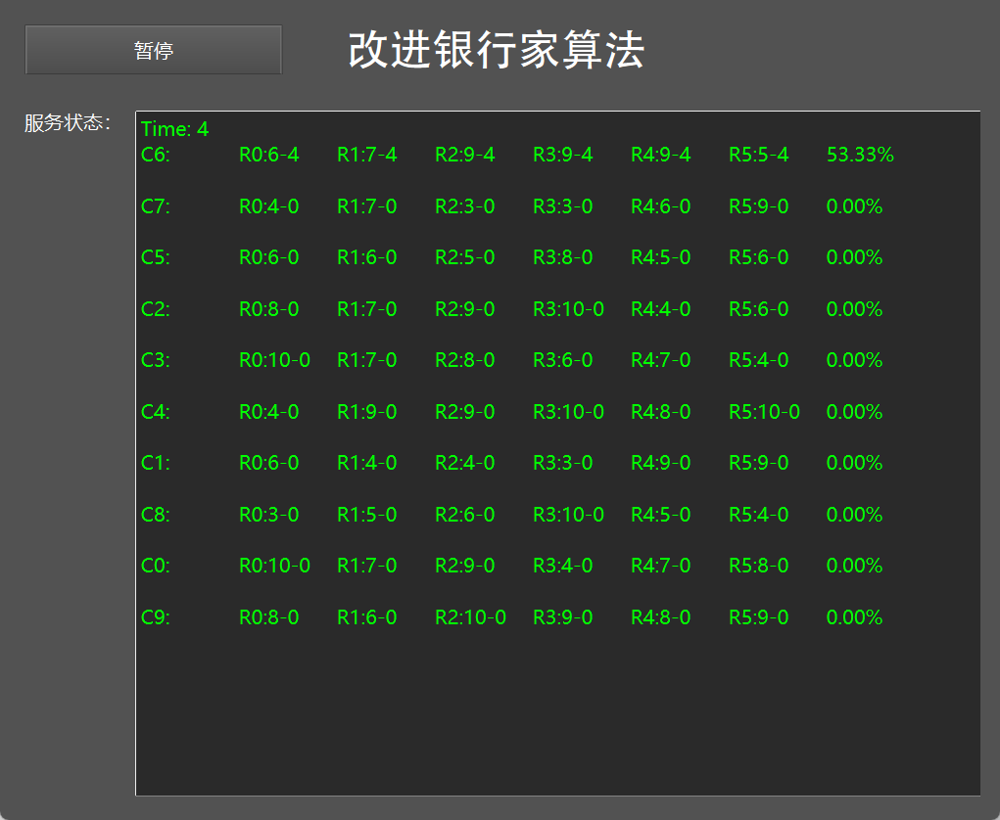 暂停
改进银行家算法
服务状态：
Time: 4
C6: R0:6-4 R1:7-4 R2:9-4 R3:9-4 R4:9-4 R5:5-4 53.33%
C7: R0:4-0 R1:7-0 R2:3-0 R3:3-0 R4:6-0 R5:9-0 0.00%
C5: R0:6-0 R1:6-0 R2:5-0 R3:8-0 R4:5-0 R5:6-0 0.00%
C2: R0:8-0 R1:7-0 R2:9-0 R3:10-0 R4:4-0 R5:6-0 0.00%
C3: R0:10-0 R1:7-0 R2:8-0 R3:6-0 R4:7-0 R5:4-0 0.00%
C4: R0:4-0 R1:9-0 R2:9-0 R3:10-0 R4:8-0 R5:10-0 0.00%
C1: R0:6-0 R1:4-0 R2:4-0 R3:3-0 R4:9-0 R5:9-0 0.00%
C8: R0:3-0 R1:5-0 R2:6-0 R3:10-0 R4:5-0 R5:4-0 0.00%
C0: R0:10-0 R1:7-0 R2:9-0 R3:4-0 R4:7-0 R5:8-0 0.00%
C9: R0:8-0 R1:6-0 R2:10-0 R3:9-0 R4:8-0 R5:9-0 0.00%